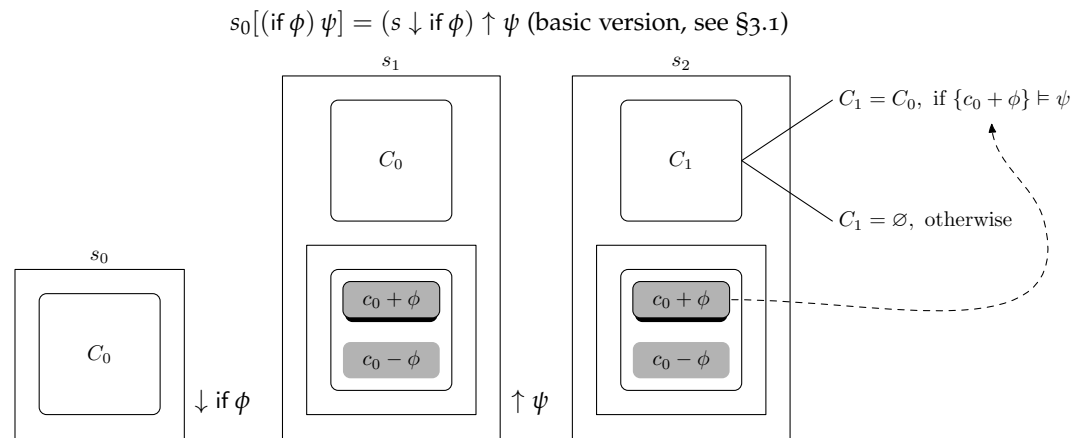 s₀[(if ϕ) ψ] = (s ↓ if ϕ) ↑ ψ (basic version, see §3.1)
s₁
s₂
C₀
C₁
C₁ = C₀, if {c₀ + ϕ} ⊨ ψ
C₁ = ∅, otherwise
s₀
C₀
c₀ + ϕ
c₀ − ϕ
c₀ + ϕ
c₀ − ϕ
↓ if ϕ
↑ ψ